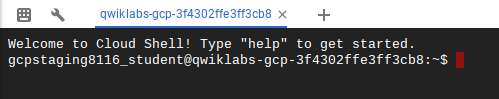 qwiklabs-gcp-3f4302ffe3ff3cb8 ×
Welcome to Cloud Shell! Type "help" to get started.
gcpstaging8116_student@qwiklabs-gcp-3f4302ffe3ff3cb8:~$